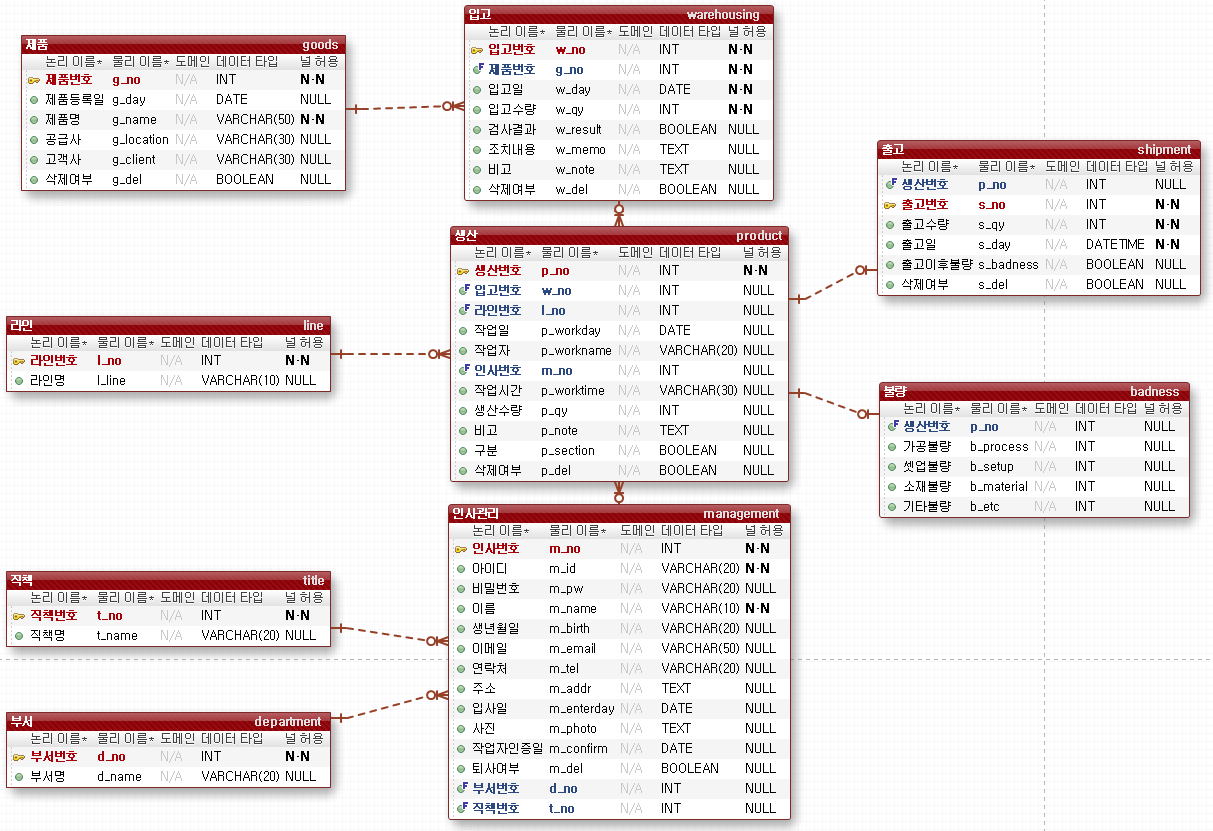 제품 goods
논리 이름* 물리 이름* 도메인 데이터 타입 널 허용
제품번호 g_no N/A INT N-N
제품등록일 g_day N/A DATE NULL
제품명 g_name N/A VARCHAR(50) N-N
공급사 g_location N/A VARCHAR(30) NULL
고객사 g_client N/A VARCHAR(30) NULL
삭제여부 g_del N/A BOOLEAN NULL
입고 warehousing
논리 이름* 물리 이름* 도메인 데이터 타입 널 허용
입고번호 w_no N/A INT N-N
제품번호 g_no N/A INT N-N
입고일 w_day N/A DATE N-N
입고수량 w_qy N/A INT N-N
검사결과 w_result N/A BOOLEAN NULL
조치내용 w_memo N/A TEXT NULL
비고 w_note N/A TEXT NULL
삭제여부 w_del N/A BOOLEAN NULL
출고 shipment
논리 이름* 물리 이름* 도메인 데이터 타입 널 허용
생산번호 p_no N/A INT NULL
출고번호 s_no N/A INT N-N
출고수량 s_qy N/A INT N-N
출고일 s_day N/A DATETIME N-N
출고이후불량 s_badness N/A BOOLEAN NULL
삭제여부 s_del N/A BOOLEAN NULL
생산 product
논리 이름* 물리 이름* 도메인 데이터 타입 널 허용
생산번호 p_no N/A INT N-N
입고번호 w_no N/A INT NULL
라인번호 l_no N/A INT NULL
작업일 p_workday N/A DATE NULL
작업자 p_workname N/A VARCHAR(20) NULL
인사번호 m_no N/A INT NULL
작업시간 p_worktime N/A VARCHAR(30) NULL
생산수량 p_qy N/A INT NULL
비고 p_note N/A TEXT NULL
구분 p_section N/A BOOLEAN NULL
삭제여부 p_del N/A BOOLEAN NULL
라인 line
논리 이름* 물리 이름* 도메인 데이터 타입 널 허용
라인번호 l_no N/A INT N-N
라인명 l_line N/A VARCHAR(10) NULL
불량 badness
논리 이름* 물리 이름* 도메인 데이터 타입 널 허용
생산번호 p_no N/A INT NULL
가공불량 b_process N/A INT NULL
셋업불량 b_setup N/A INT NULL
소재불량 b_material N/A INT NULL
기타불량 b_etc N/A INT NULL
인사관리 management
논리 이름* 물리 이름* 도메인 데이터 타입 널 허용
인사번호 m_no N/A INT N-N
아이디 m_id N/A VARCHAR(20) N-N
비밀번호 m_pw N/A VARCHAR(20) NULL
이름 m_name N/A VARCHAR(10) N-N
생년월일 m_birth N/A VARCHAR(20) NULL
이메일 m_email N/A VARCHAR(50) NULL
연락처 m_tel N/A VARCHAR(20) NULL
주소 m_addr N/A TEXT NULL
입사일 m_enterday N/A DATE NULL
사진 m_photo N/A TEXT NULL
작업자인증일 m_confirm N/A DATE NULL
퇴사여부 m_del N/A BOOLEAN NULL
부서번호 d_no N/A INT NULL
직책번호 t_no N/A INT NULL
직책 title
논리 이름* 물리 이름* 도메인 데이터 타입 널 허용
직책번호 t_no N/A INT N-N
직책명 t_name N/A VARCHAR(20) NULL
부서 department
논리 이름* 물리 이름* 도메인 데이터 타입 널 허용
부서번호 d_no N/A INT N-N
부서명 d_name N/A VARCHAR(20) NULL